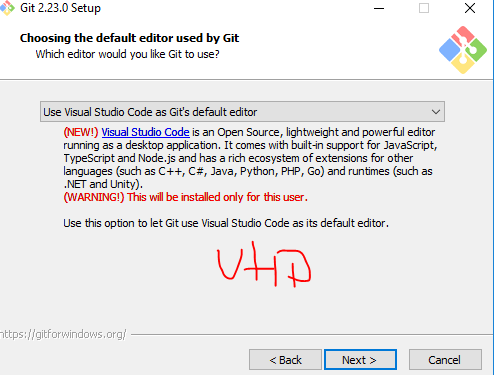 Git 2.23.0 Setup
Choosing the default editor used by Git
Which editor would you like Git to use?
Use Visual Studio Code as Git's default editor
(NEW!) Visual Studio Code is an Open Source, lightweight and powerful editor
running as a desktop application. It comes with built-in support for JavaScript,
TypeScript and Node.js and has a rich ecosystem of extensions for other
languages (such as C++, C#, Java, Python, PHP, Go) and runtimes (such as
.NET and Unity).
(WARNING!) This will be installed only for this user.
Use this option to let Git use Visual Studio Code as its default editor.
VHD
https://gitforwindows.org/
< Back Next > Cancel